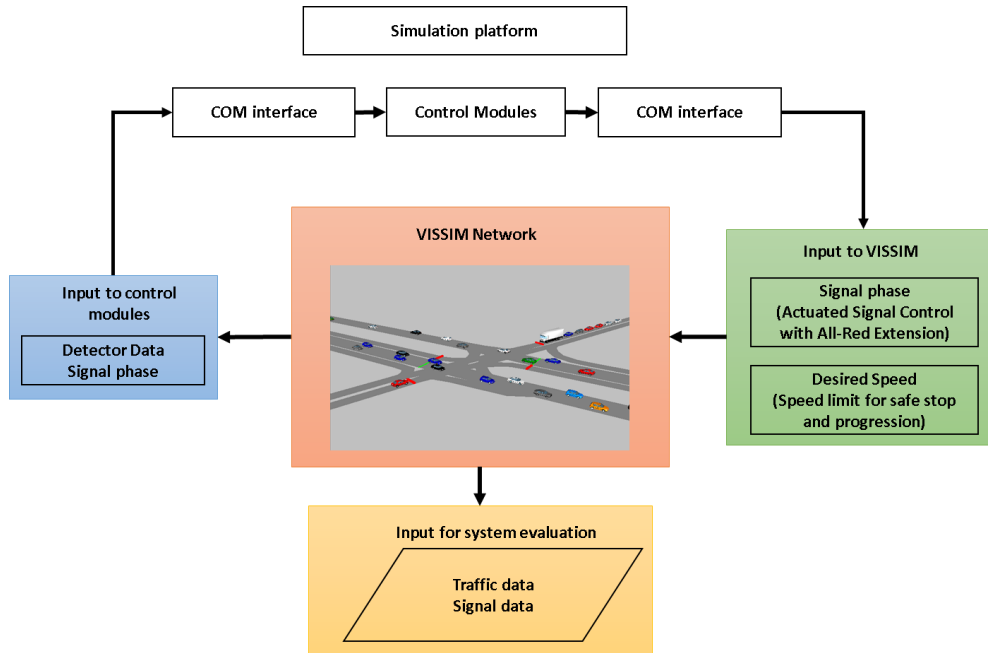 Simulation platform
COM interface
Control Modules
COM interface
VISSIM Network
Input to VISSIM
Signal phase
(Actuated Signal Control
with All-Red Extension)
Desired Speed
(Speed limit for safe stop
and progression)
Input to control
modules
Detector Data
Signal phase
Input for system evaluation
Traffic data
Signal data